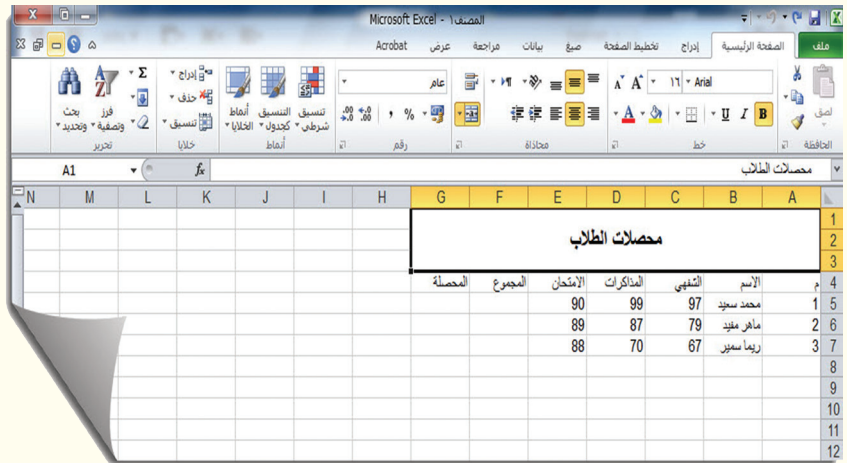 المصنف١ - Microsoft Excel
ملف الصفحة الرئيسية إدراج تخطيط الصفحة صيغ بيانات مراجعة عرض Acrobat
Arial ١٦ عام Σ إدراج
لصق B I U % حذف تنسيق شرطي التنسيق كجدول أنماط الخلايا تنسيق فرز وتصفية بحث وتحديد
الحافظة خط محاذاة رقم أنماط خلايا تحرير
محصلات الطلاب fx A1
A B C D E F G H I J K L M N
1
2 محصلات الطلاب
3
4 م الاسم الشفهي المذاكرات الامتحان المجموع المحصلة
5 1 محمد سعيد 97 99 90
6 2 ماهر مفيد 79 87 89
7 3 ريما سمير 67 70 88
8
9
10
11
12